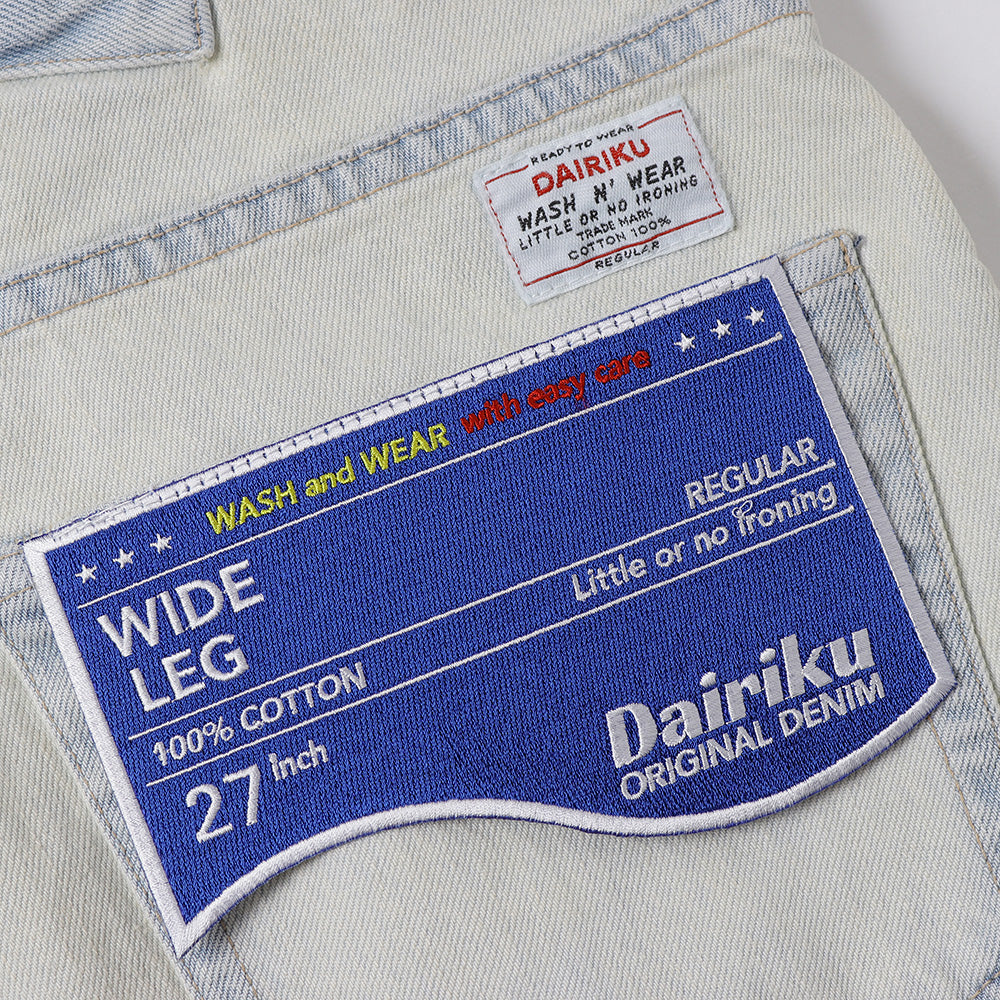 READY TO WEAR
DAIRIKU
WASH N' WEAR
LITTLE OR NO IRONING
TRADE MARK
COTTON 100%
REGULAR
WASH and WEAR with easy care
REGULAR
Little or no ironing
WIDE
LEG
100% COTTON
27 Inch
Dairiku
ORIGINAL DENIM